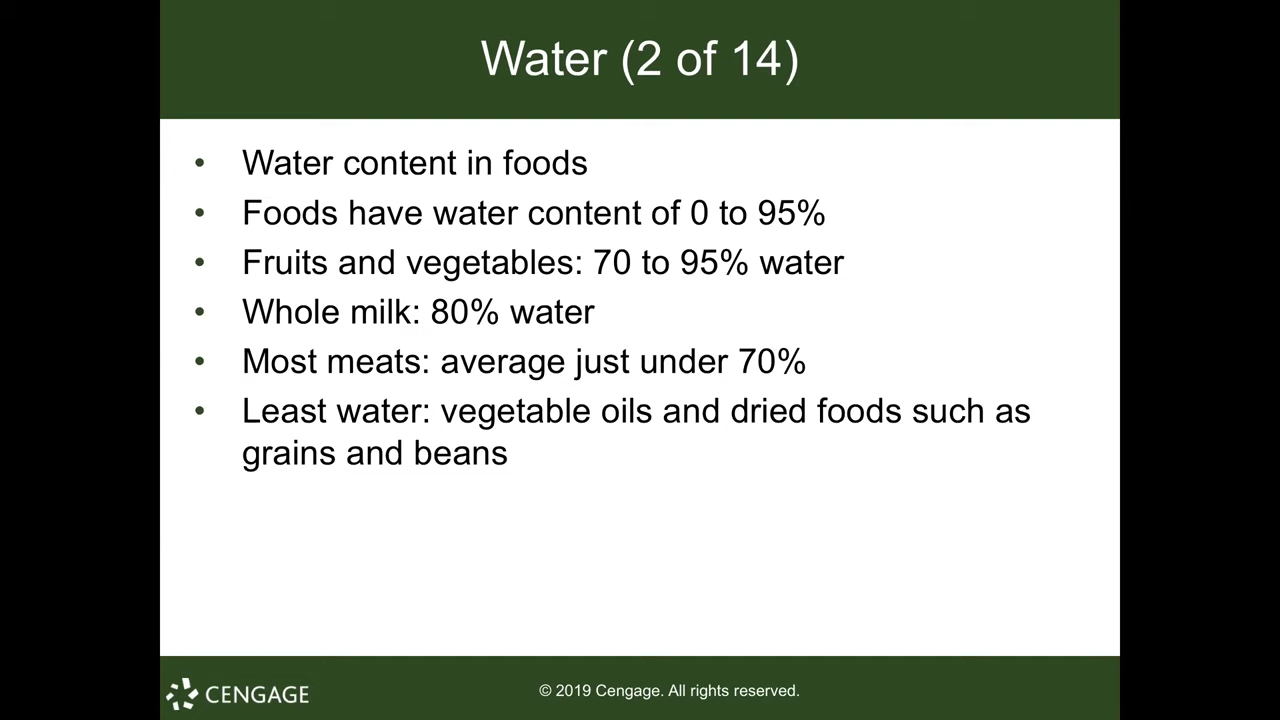 Water (2 of 14)
• Water content in foods
• Foods have water content of 0 to 95%
• Fruits and vegetables: 70 to 95% water
• Whole milk: 80% water
• Most meats: average just under 70%
• Least water: vegetable oils and dried foods such as
grains and beans
CENGAGE
© 2019 Cengage. All rights reserved.